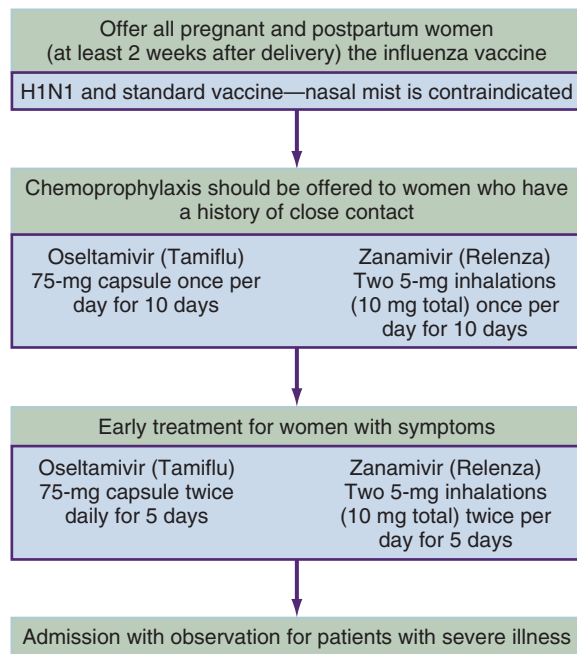 Offer all pregnant and postpartum women
(at least 2 weeks after delivery) the influenza vaccine
H1N1 and standard vaccine—nasal mist is contraindicated
Chemoprophylaxis should be offered to women who have
a history of close contact
Oseltamivir (Tamiflu)
75-mg capsule once per
day for 10 days
Zanamivir (Relenza)
Two 5-mg inhalations
(10 mg total) once per
day for 10 days
Early treatment for women with symptoms
Oseltamivir (Tamiflu)
75-mg capsule twice
daily for 5 days
Zanamivir (Relenza)
Two 5-mg inhalations
(10 mg total) twice per
day for 5 days
Admission with observation for patients with severe illness